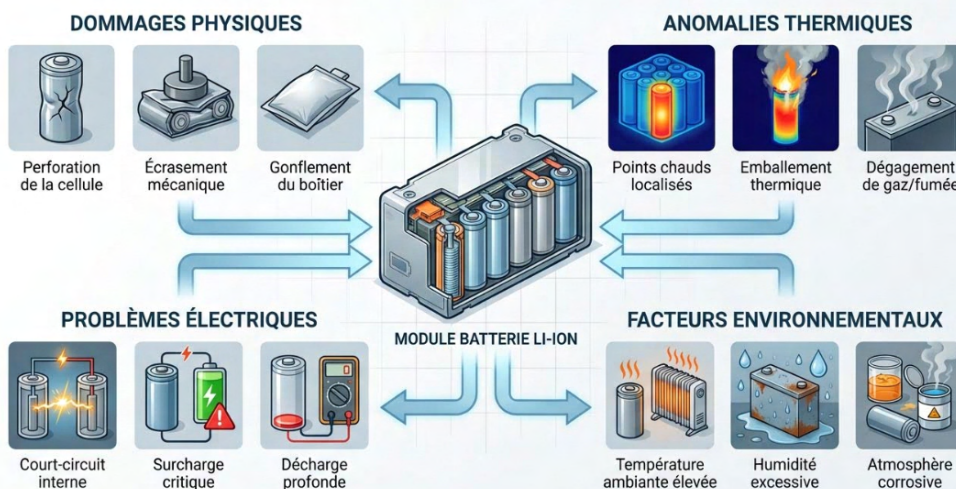 DOMMAGES PHYSIQUES
Perforation
de la cellule
Écrasement
mécanique
Gonflement
du boîtier
ANOMALIES THERMIQUES
Points chauds
localisés
Emballement
thermique
Dégagement
de gaz/fumée
MODULE BATTERIE LI-ION
PROBLÈMES ÉLECTRIQUES
Court-circuit
interne
Surcharge
critique
Décharge
profonde
FACTEURS ENVIRONNEMENTAUX
Température
ambiante élevée
Humidité
excessive
Atmosphère
corrosive